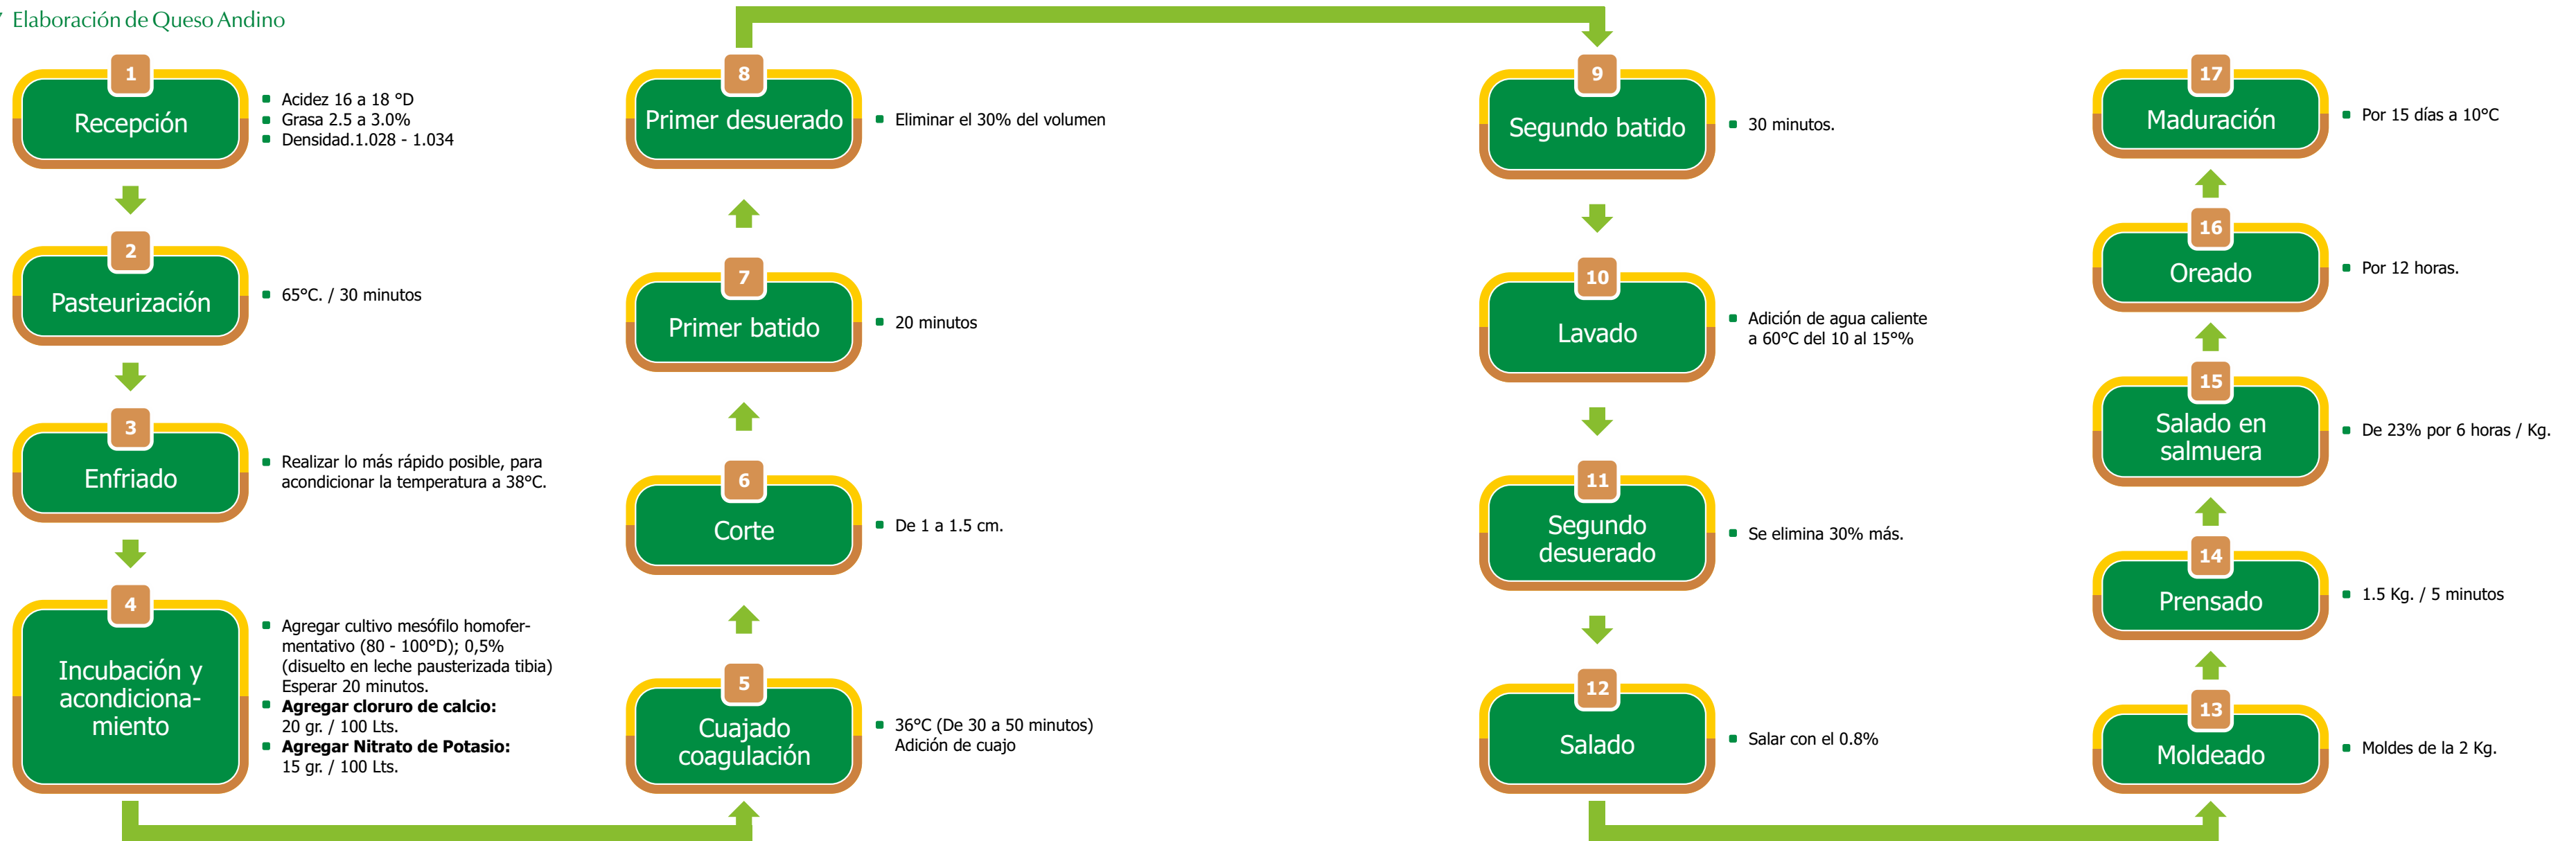 Elaboración de Queso Andino
1
Recepción
Acidez 16 a 18 °D
Grasa 2.5 a 3.0%
Densidad.1.028 - 1.034
2
Pasteurización
65°C. / 30 minutos
3
Enfriado
Realizar lo más rápido posible, para
acondicionar la temperatura a 38°C.
4
Incubación y
acondiciona-
miento
Agregar cultivo mesófilo homofer-
mentativo (80 - 100°D); 0,5%
(disuelto en leche pausterizada tibia)
Esperar 20 minutos.
Agregar cloruro de calcio:
20 gr. / 100 Lts.
Agregar Nitrato de Potasio:
15 gr. / 100 Lts.
5
Cuajado
coagulación
36°C (De 30 a 50 minutos)
Adición de cuajo
6
Corte
De 1 a 1.5 cm.
7
Primer batido
20 minutos
8
Primer desuerado
Eliminar el 30% del volumen
9
Segundo batido
30 minutos.
10
Lavado
Adición de agua caliente
a 60°C del 10 al 15°%
11
Segundo
desuerado
Se elimina 30% más.
12
Salado
Salar con el 0.8%
13
Moldeado
Moldes de la 2 Kg.
14
Prensado
1.5 Kg. / 5 minutos
15
Salado en
salmuera
De 23% por 6 horas / Kg.
16
Oreado
Por 12 horas.
17
Maduración
Por 15 días a 10°C